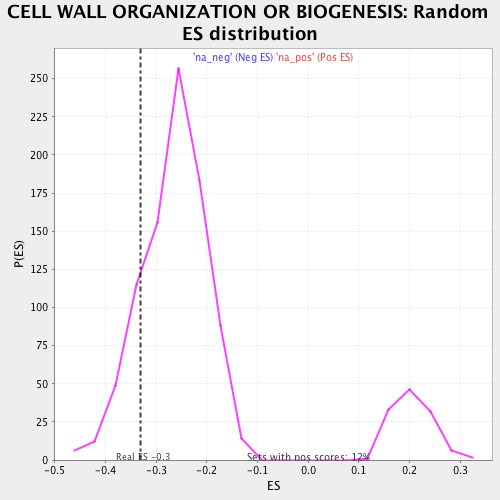 CELL WALL ORGANIZATION OR BIOGENESIS: Random
ES distribution
'na_neg' (Neg ES) 'na_pos' (Pos ES)
250
225
200
175
150
125
100
75
50
25
0
P(ES)
Real ES -0.3
Sets with pos scores: 12%
-0.5 -0.4 -0.3 -0.2 -0.1 0.0 0.1 0.2 0.3
ES